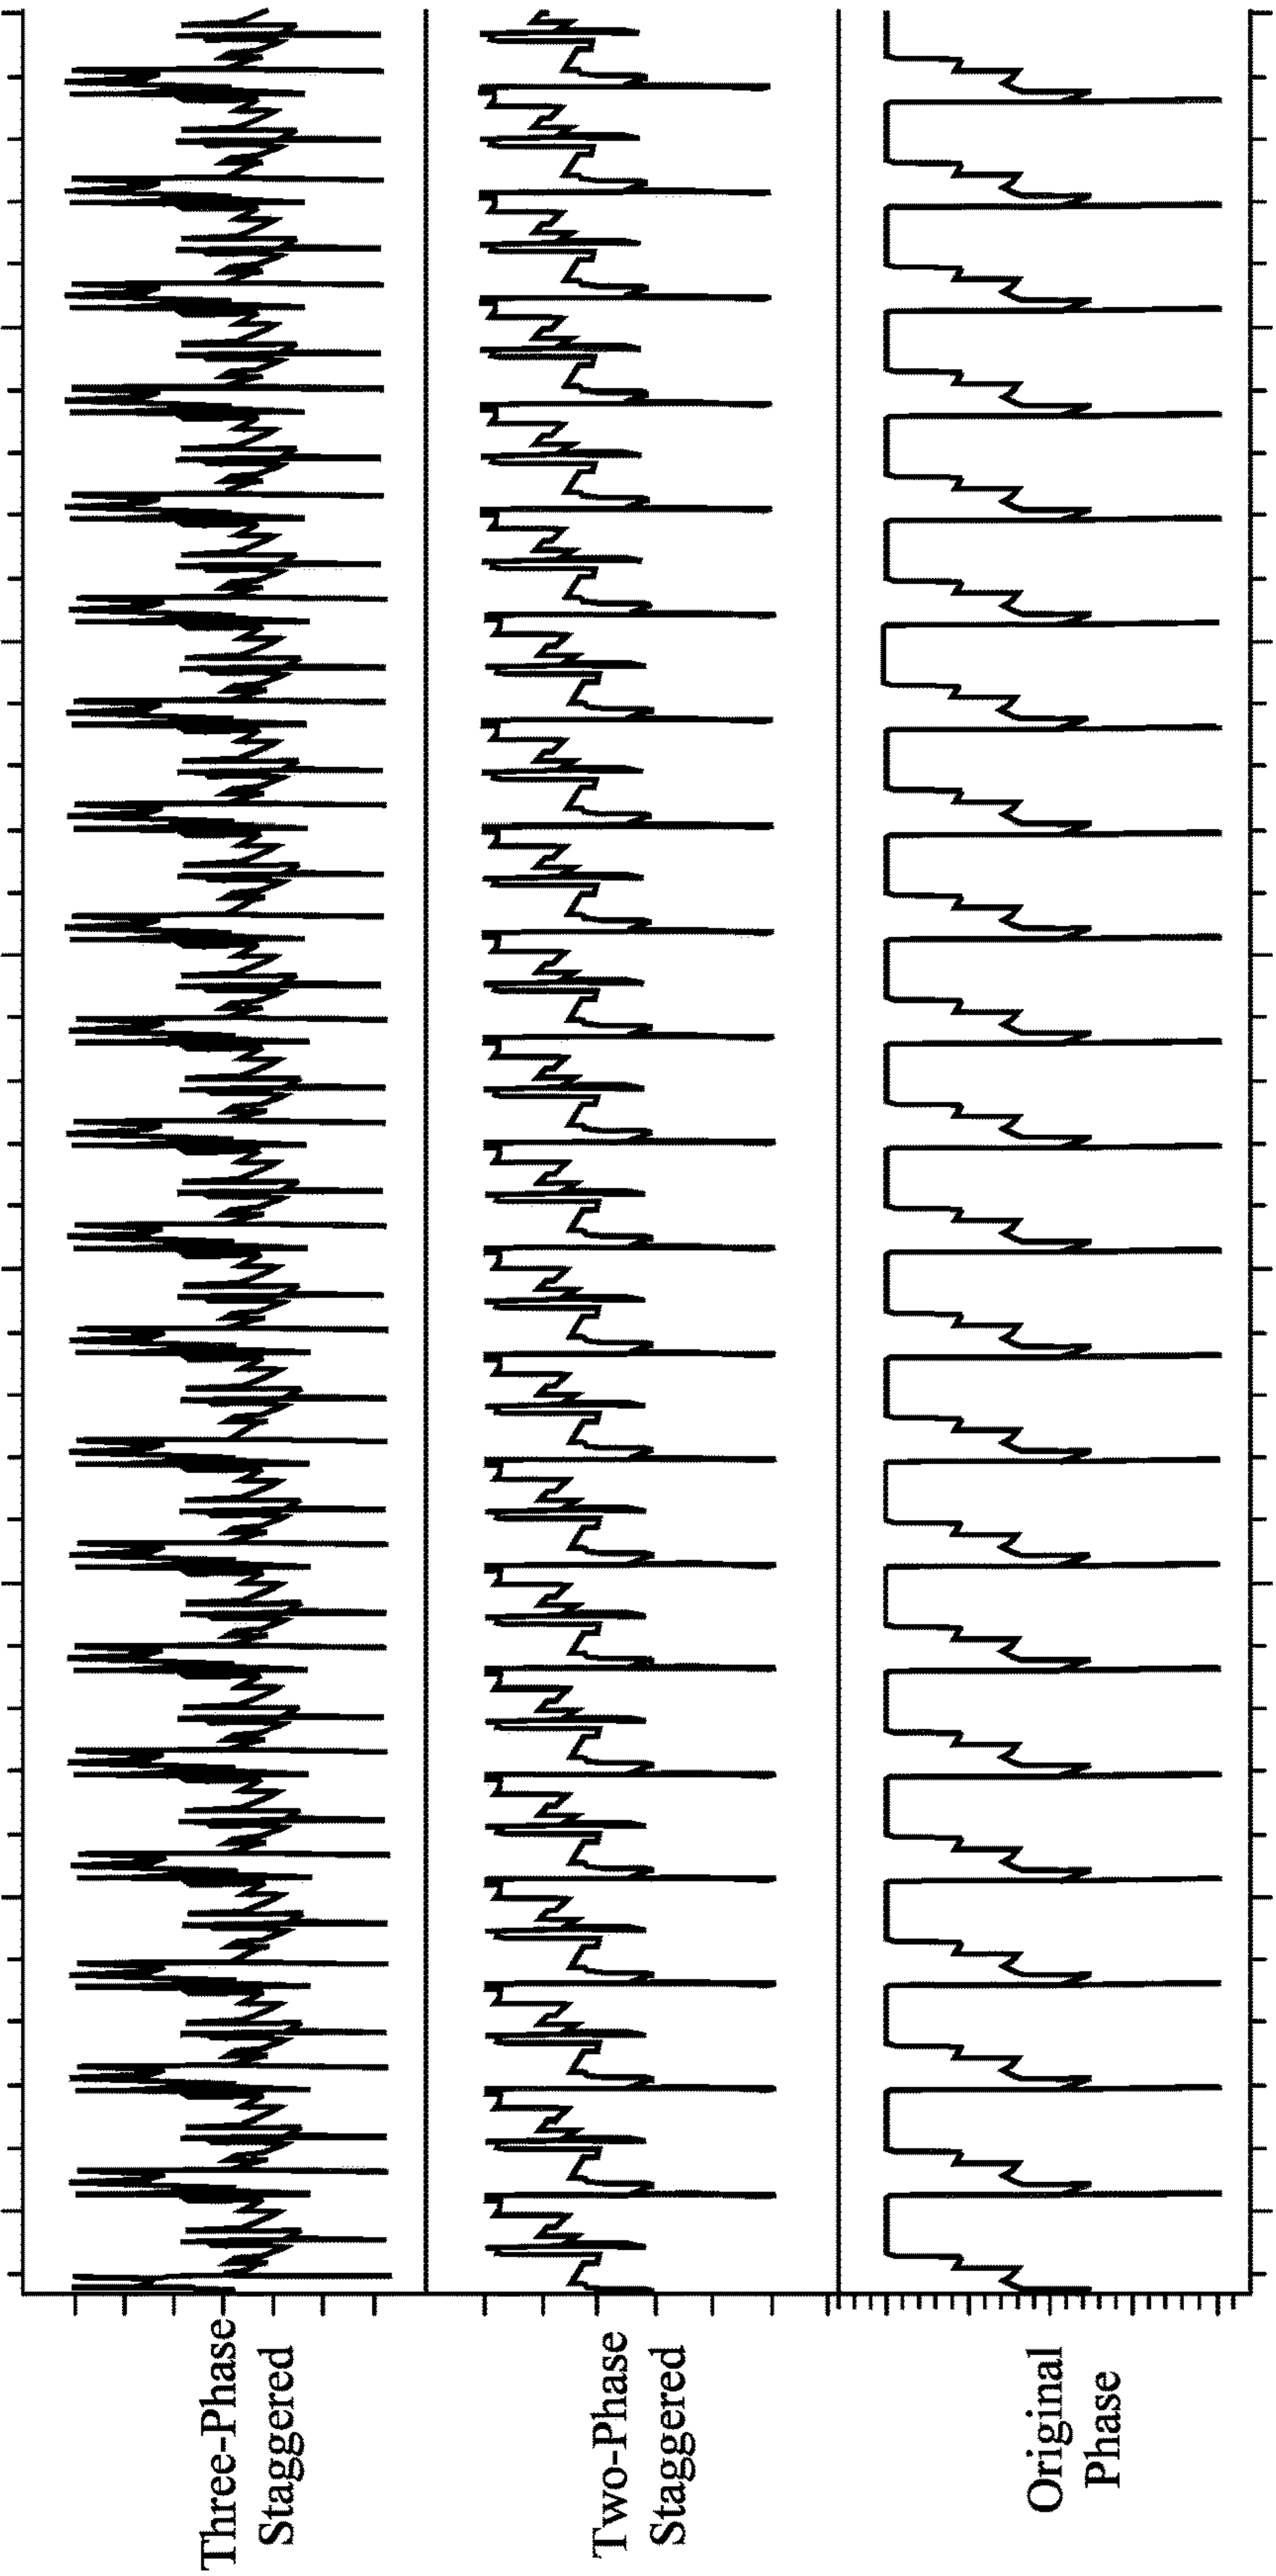 Three-Phase
Staggered
Two-Phase
Staggered
Original
Phase